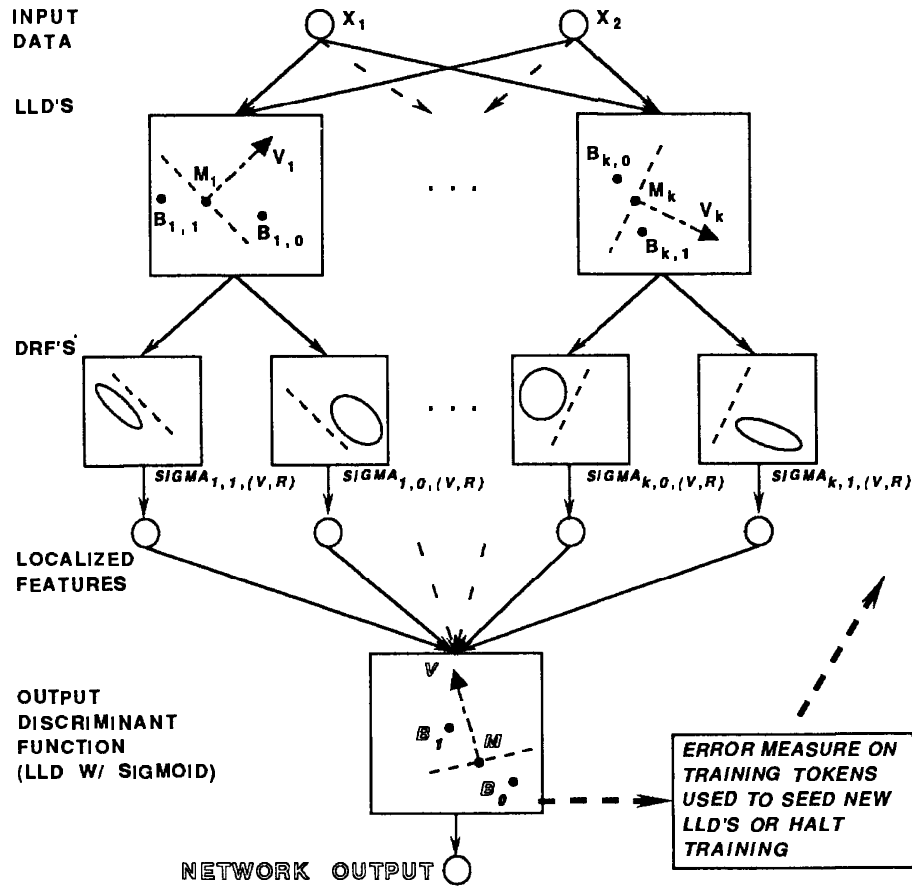 INPUT
DATA
X1
X2
LLD'S
M1
V1
B1,1
B1,0
. . .
Bk,0
Mk
Vk
Bk,1
DRF'S
. . .
SIGMA1,1,(V,R)
SIGMA1,0,(V,R)
SIGMAk,0,(V,R)
SIGMAk,1,(V,R)
LOCALIZED
FEATURES
OUTPUT
DISCRIMINANT
FUNCTION
(LLD W/ SIGMOID)
V
B1
M
B0
ERROR MEASURE ON
TRAINING TOKENS
USED TO SEED NEW
LLD'S OR HALT
TRAINING
NETWORK OUTPUT